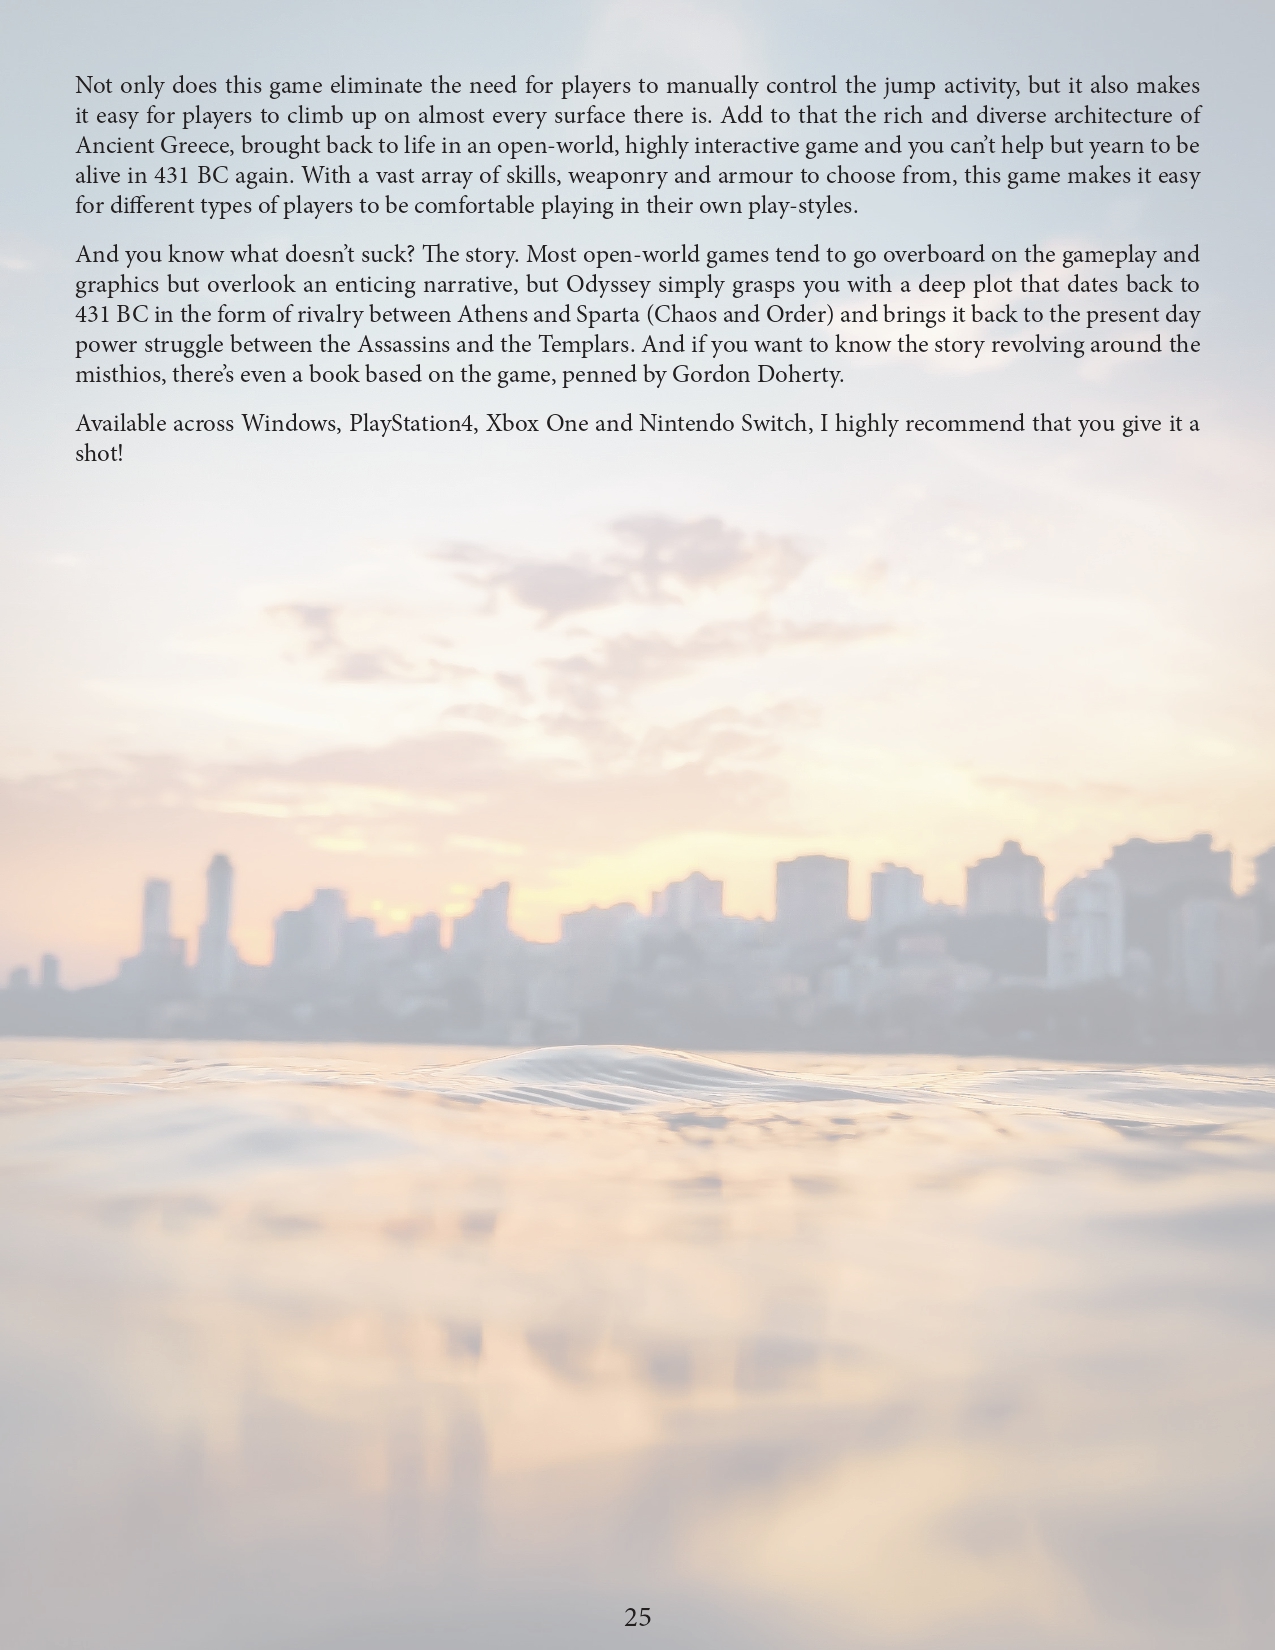 Not only does this game eliminate the need for players to manually control the jump activity, but it also makes
it easy for players to climb up on almost every surface there is. Add to that the rich and diverse architecture of
Ancient Greece, brought back to life in an open-world, highly interactive game and you can’t help but yearn to be
alive in 431 BC again. With a vast array of skills, weaponry and armour to choose from, this game makes it easy
for different types of players to be comfortable playing in their own play-styles.
And you know what doesn’t suck? The story. Most open-world games tend to go overboard on the gameplay and
graphics but overlook an enticing narrative, but Odyssey simply grasps you with a deep plot that dates back to
431 BC in the form of rivalry between Athens and Sparta (Chaos and Order) and brings it back to the present day
power struggle between the Assassins and the Templars. And if you want to know the story revolving around the
misthios, there’s even a book based on the game, penned by Gordon Doherty.
Available across Windows, PlayStation4, Xbox One and Nintendo Switch, I highly recommend that you give it a
shot!
25